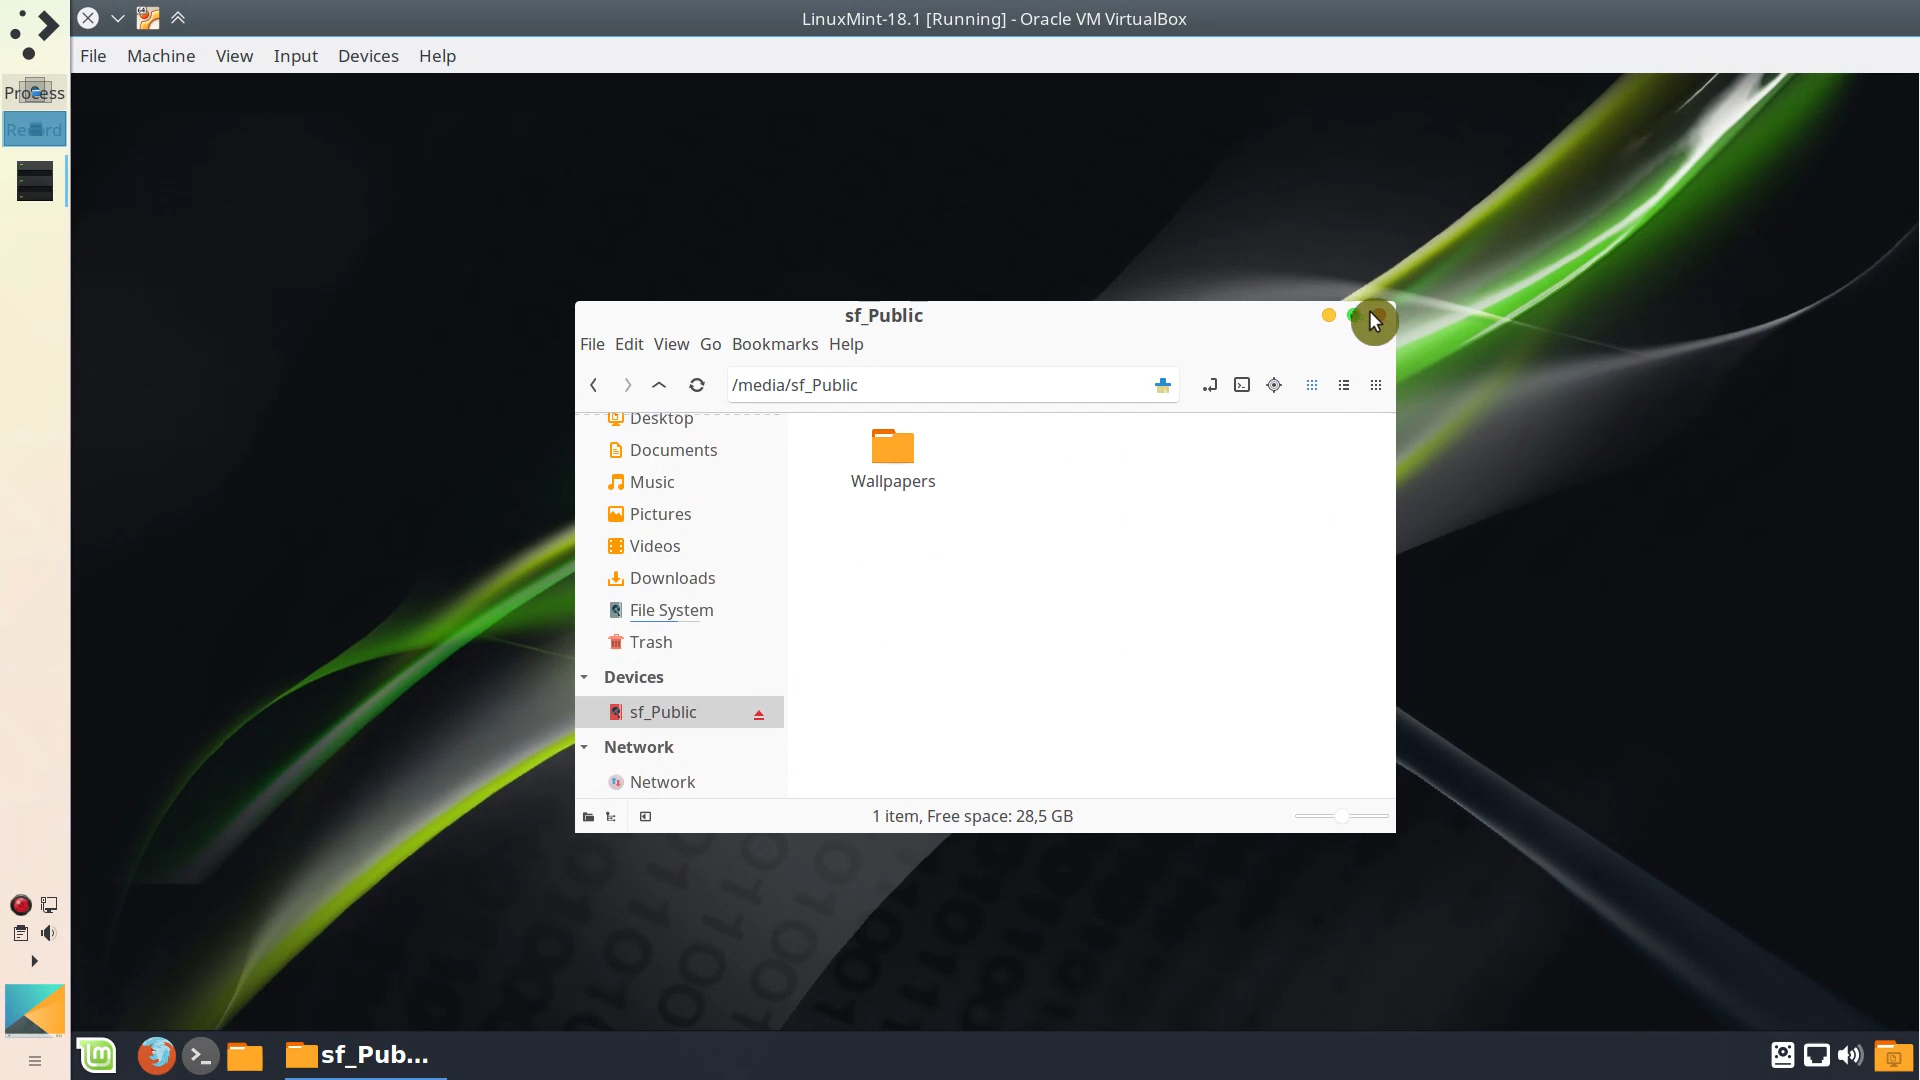 LinuxMint-18.1 [Running] - Oracle VM VirtualBox
File Machine View Input Devices Help
Process
Record
sf_Public
File Edit View Go Bookmarks Help
/media/sf_Public
Desktop
Documents
Music
Pictures
Videos
Downloads
File System
Trash
Devices
sf_Public
Network
Network
Wallpapers
1 item, Free space: 28,5 GB
sf_Pub...